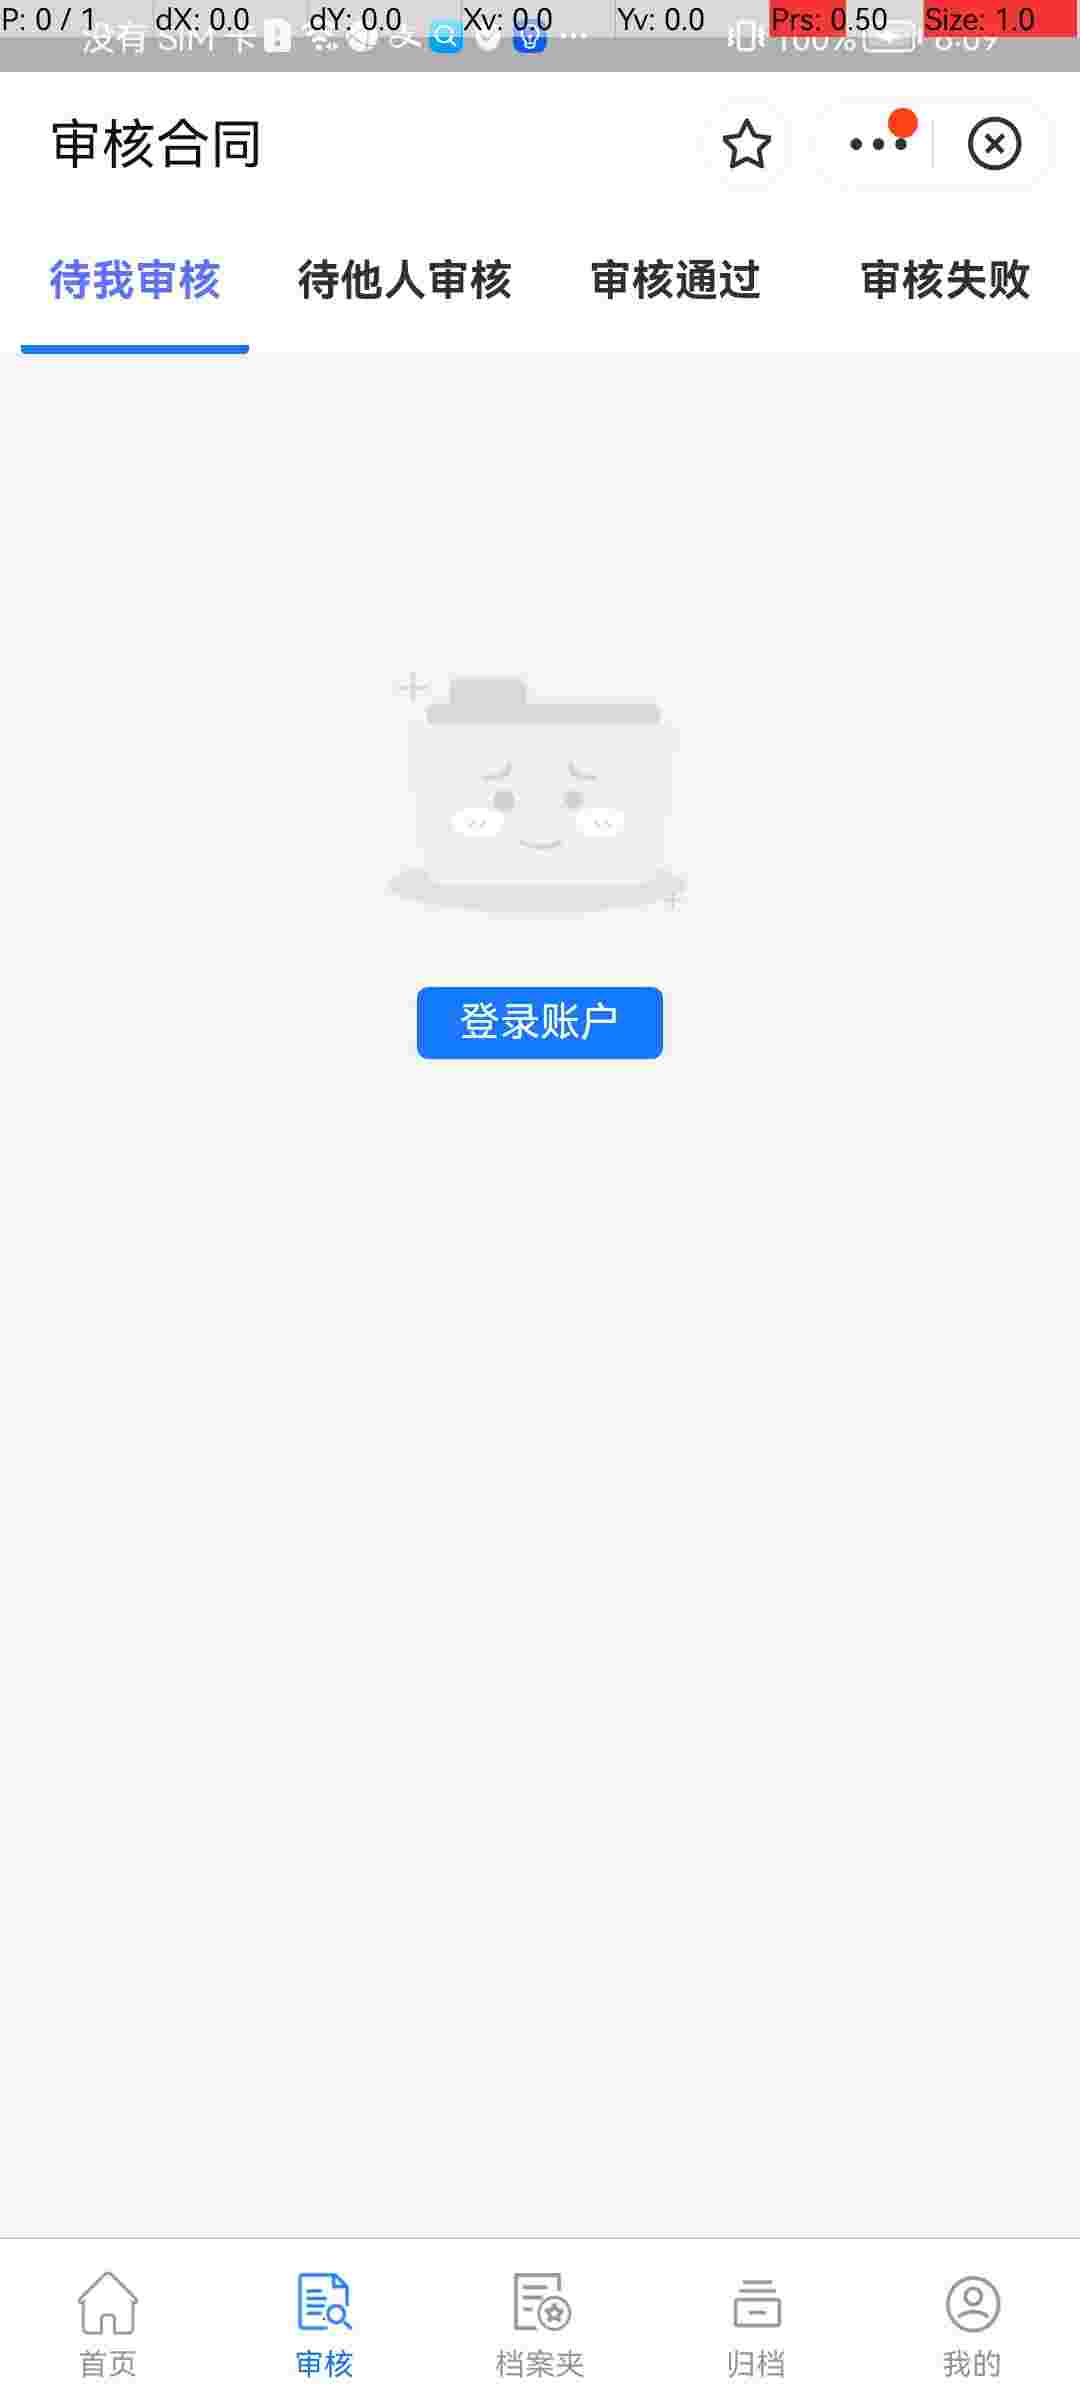 P: 0 / 1 dX: 0.0 dY: 0.0 Xv: 0.0 Yv: 0.0 Prs: 0.50 Size: 1.0
没有 SIM 卡 100% 6:09
审核合同
待我审核 待他人审核 审核通过 审核失败
登录账户
首页 审核 档案夹 归档 我的